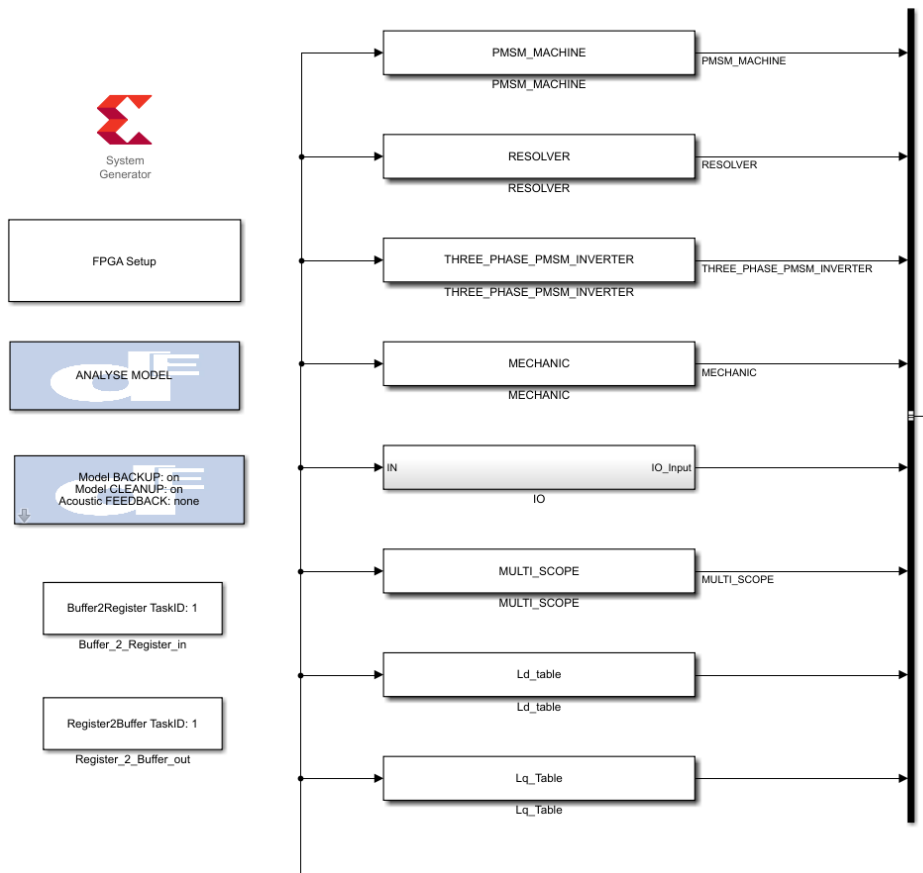 System
Generator
FPGA Setup
ANALYSE MODEL
Model BACKUP: on
Model CLEANUP: on
Acoustic FEEDBACK: none
Buffer2Register TaskID: 1
Buffer_2_Register_in
Register2Buffer TaskID: 1
Register_2_Buffer_out
PMSM_MACHINE
PMSM_MACHINE
PMSM_MACHINE
RESOLVER
RESOLVER
RESOLVER
THREE_PHASE_PMSM_INVERTER
THREE_PHASE_PMSM_INVERTER
THREE_PHASE_PMSM_INVERTER
MECHANIC
MECHANIC
MECHANIC
IN IO_Input
IO
MULTI_SCOPE
MULTI_SCOPE
MULTI_SCOPE
Ld_table
Ld_table
Lq_Table
Lq_Table